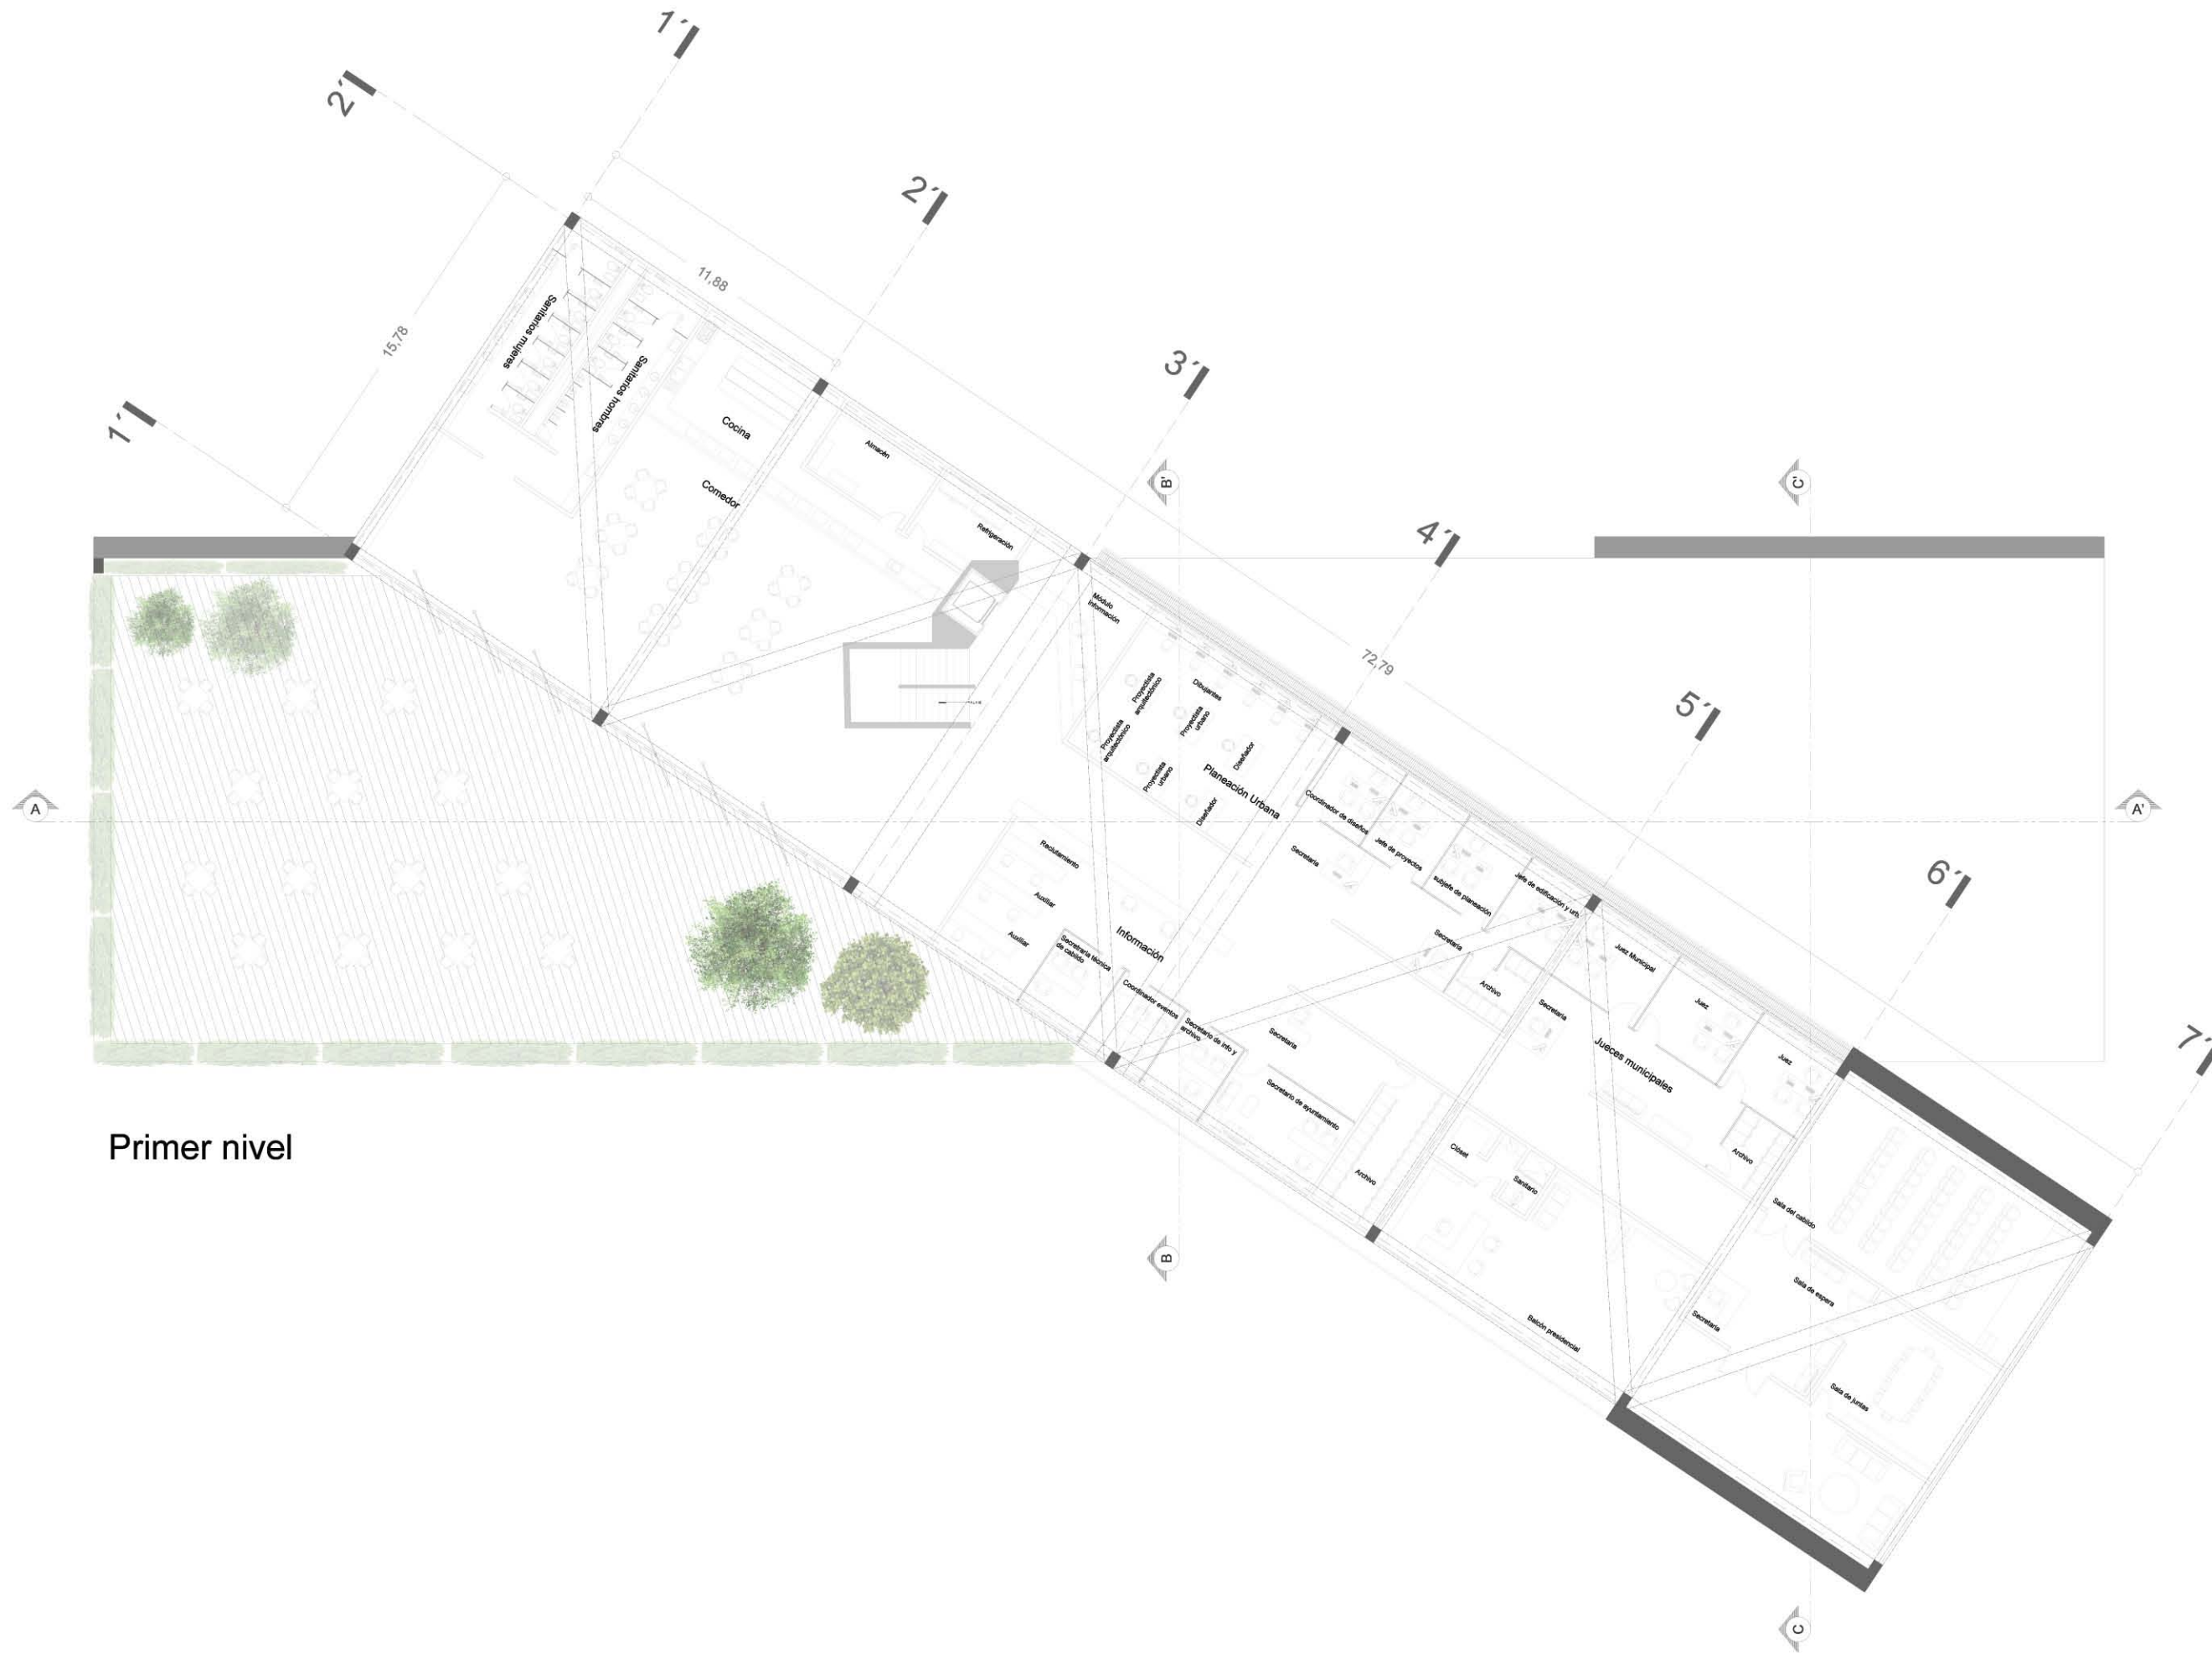 1´
2´
2´
11,88
15,78
3´
1´
Sanitarios mujeres
Sanitarios hombres
Cocina
Almacén
Comedor
Refrigeración
B'
C'
4´
Módulo
Información
72,79
5´
Proyectista
arquitectónico
Dibujantes
Proyectista
urbano
Proyectista
arquitectónico
Diseñador
Proyectista
urbano
Planeación Urbana
Diseñador
A
A'
Coordinador de diseños
Jefe de proyectos
subjefe de planeación
Jefe de edificación y urb.
Secretaria
6´
Reclutamiento
Auxiliar
Auxiliar
Información
Secretraria técnica
de cabildo
Coordinador eventos
Secretario de info y
archivo
Secretaria
Archivo
Secretaria
Juez Municipal
Juez
Juez
Jueces municipales
Archivo
7´
Secretaria
Secretario de ayuntamiento
Archivo
Clóset
Sanitario
Primer nivel
Sala del cabildo
Sala de espera
B
Secretaria
Balcón presidencial
Sala de juntas
C